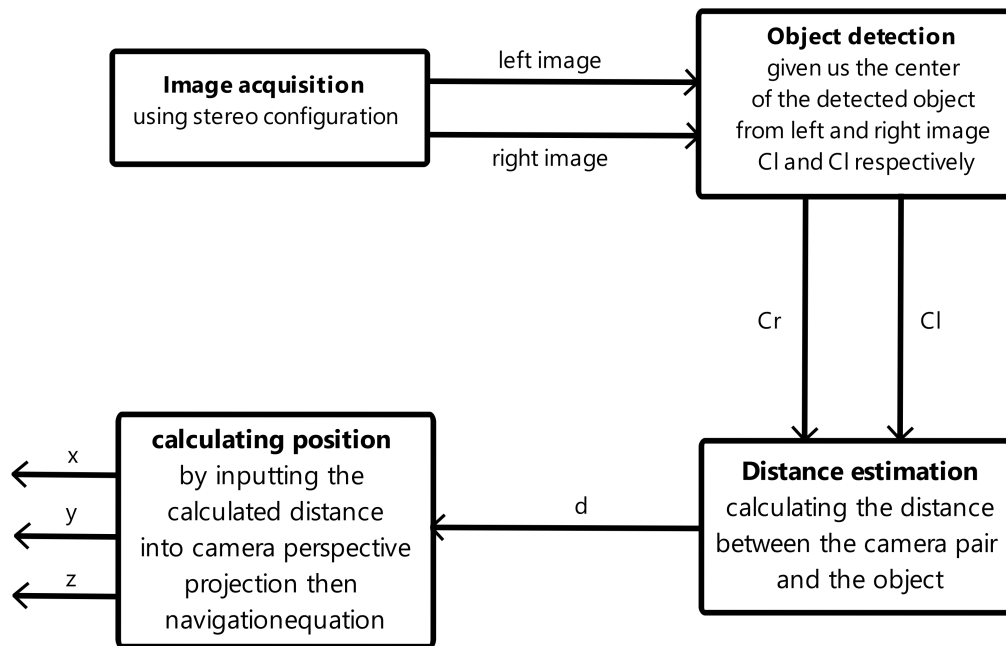 Image acquisition
using stereo configuration
left image
right image
Object detection
given us the center
of the detected object
from left and right image
Cl and Cl respectively
Cr
Cl
Distance estimation
calculating the distance
between the camera pair
and the object
d
calculating position
by inputting the
calculated distance
into camera perspective
projection then
navigationequation
x
y
z